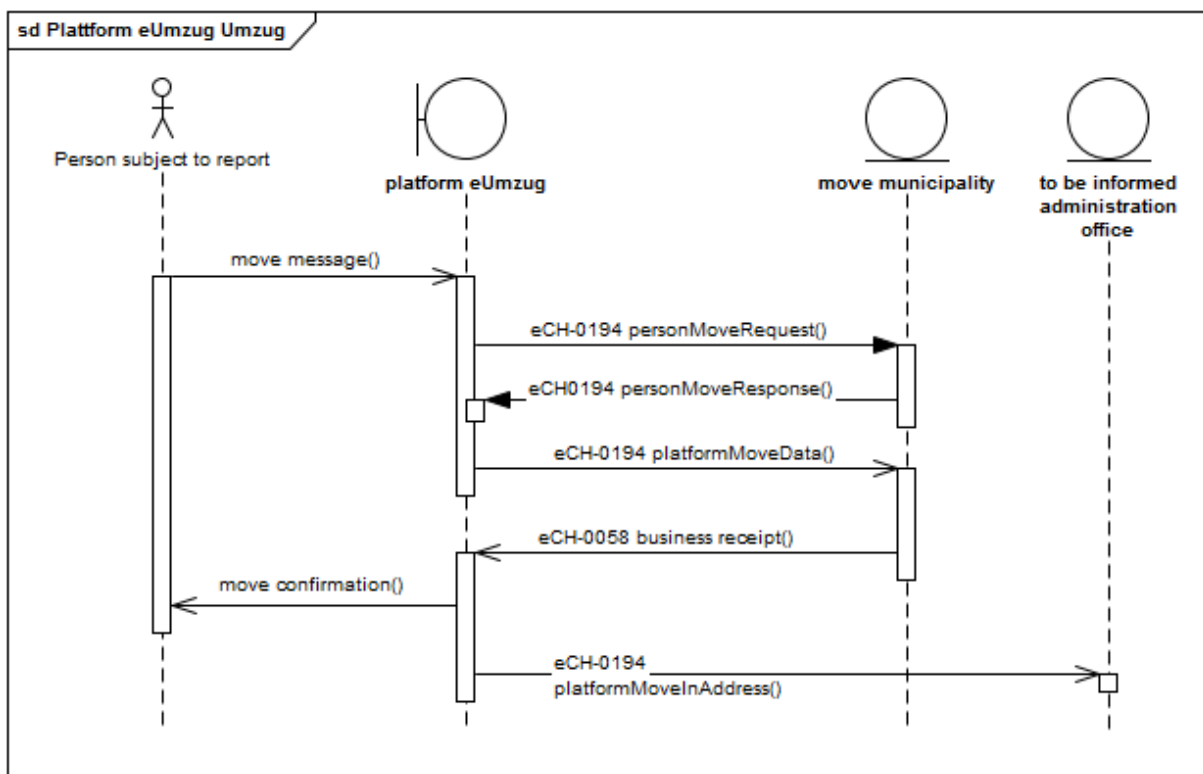 sd Plattform eUmzug Umzug
Person subject to report
platform eUmzug
move municipality
to be informed
administration
office
move message()
eCH-0194 personMoveRequest()
eCH0194 personMoveResponse()
eCH-0194 platformMoveData()
eCH-0058 business receipt()
move confirmation()
eCH-0194
platformMoveInAddress()